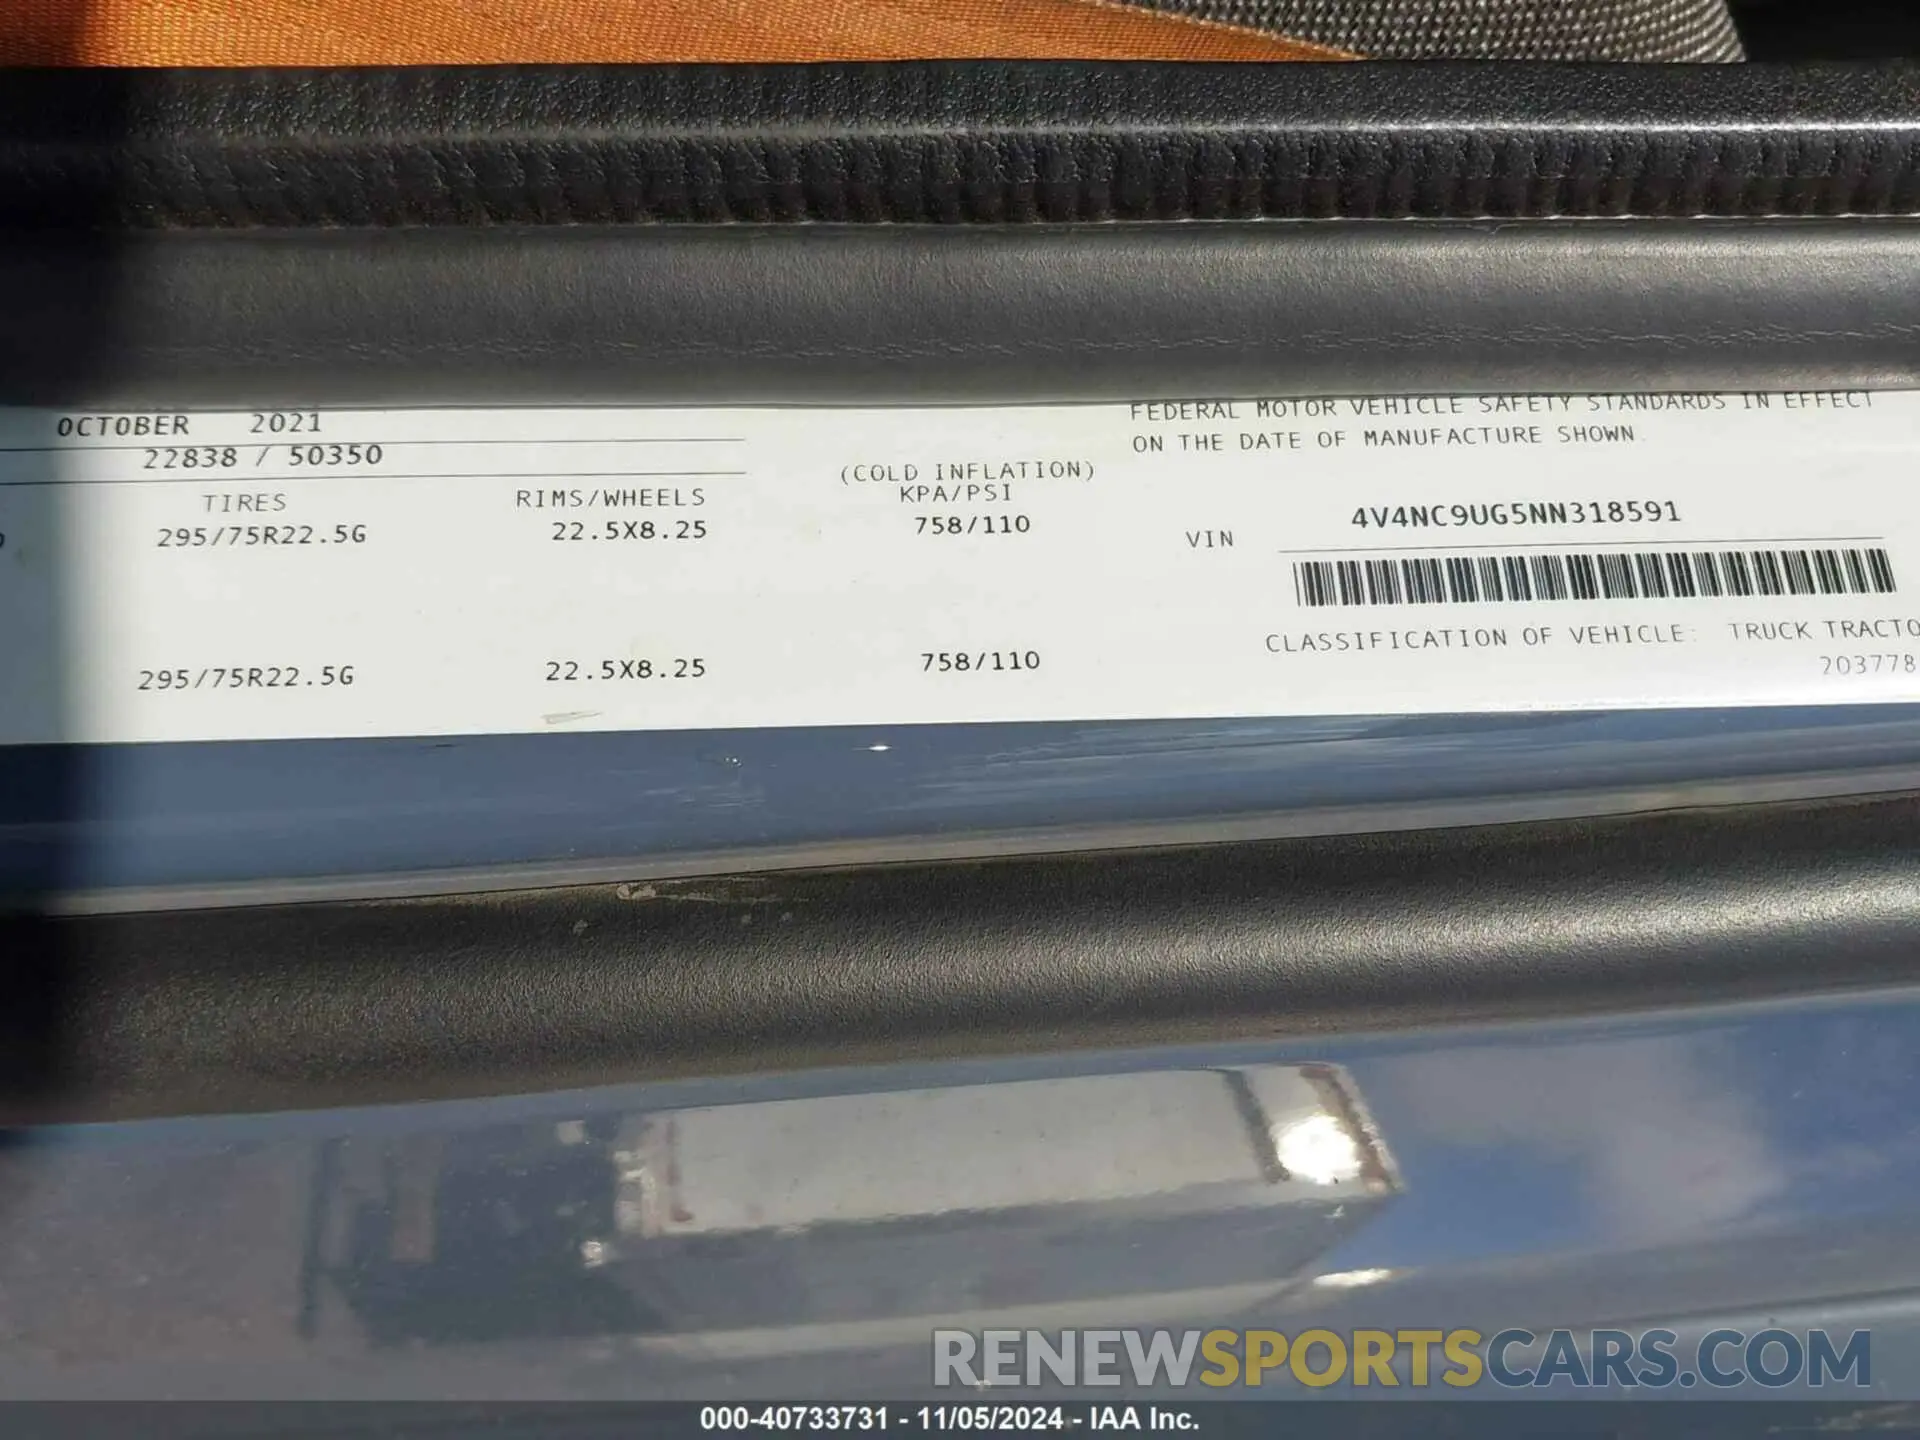 OCTOBER 2021
22838 / 50350
TIRES RIMS/WHEELS (COLD INFLATION) KPA/PSI
295/75R22.5G 22.5X8.25 758/110
295/75R22.5G 22.5X8.25 758/110
FEDERAL MOTOR VEHICLE SAFETY STANDARDS IN EFFECT
ON THE DATE OF MANUFACTURE SHOWN.
VIN 4V4NC9UG5NN318591
CLASSIFICATION OF VEHICLE: TRUCK TRACTO
203778
RENEWSPORTSCARS.COM
000-40733731 - 11/05/2024 - IAA Inc.